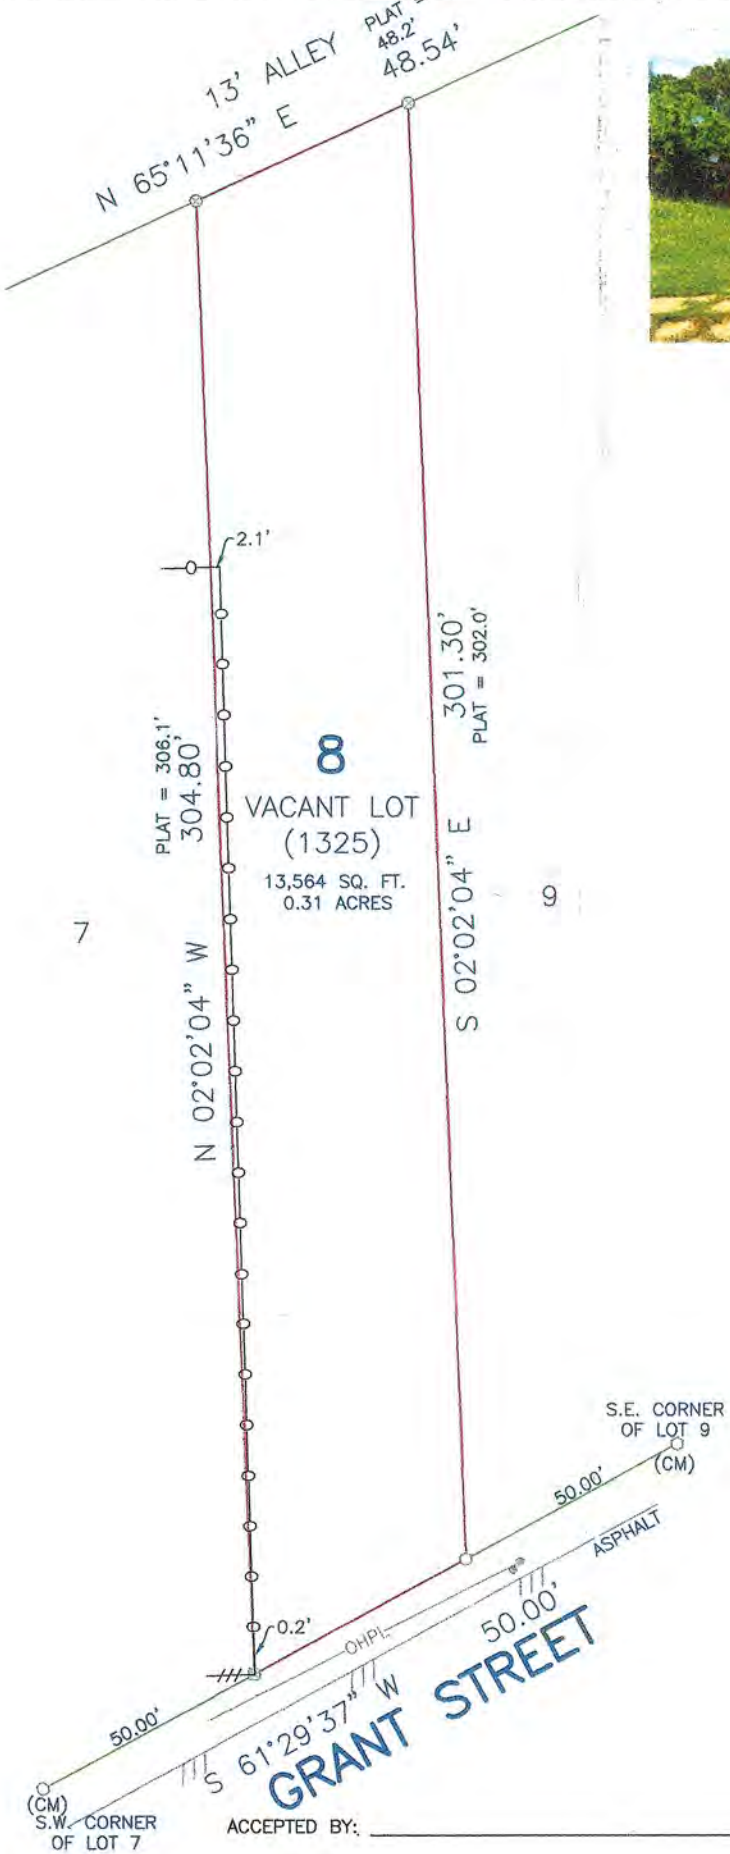 PLAT =
48.2'
13' ALLEY
48.54'
N 65°11'36" E
2.1'
PLAT = 306.1'
304.80'
301.30'
PLAT = 302.0'
8
VACANT LOT
(1325)
13,564 SQ. FT.
0.31 ACRES
7
9
N 02°02'04" W
S 02°02'04" E
S.E. CORNER
OF LOT 9
(CM)
50.00'
ASPHALT
0.2'
OHPL
50.00'
50.00'
S 61°29'37" W
GRANT STREET
(CM)
S.W. CORNER
OF LOT 7
ACCEPTED BY: